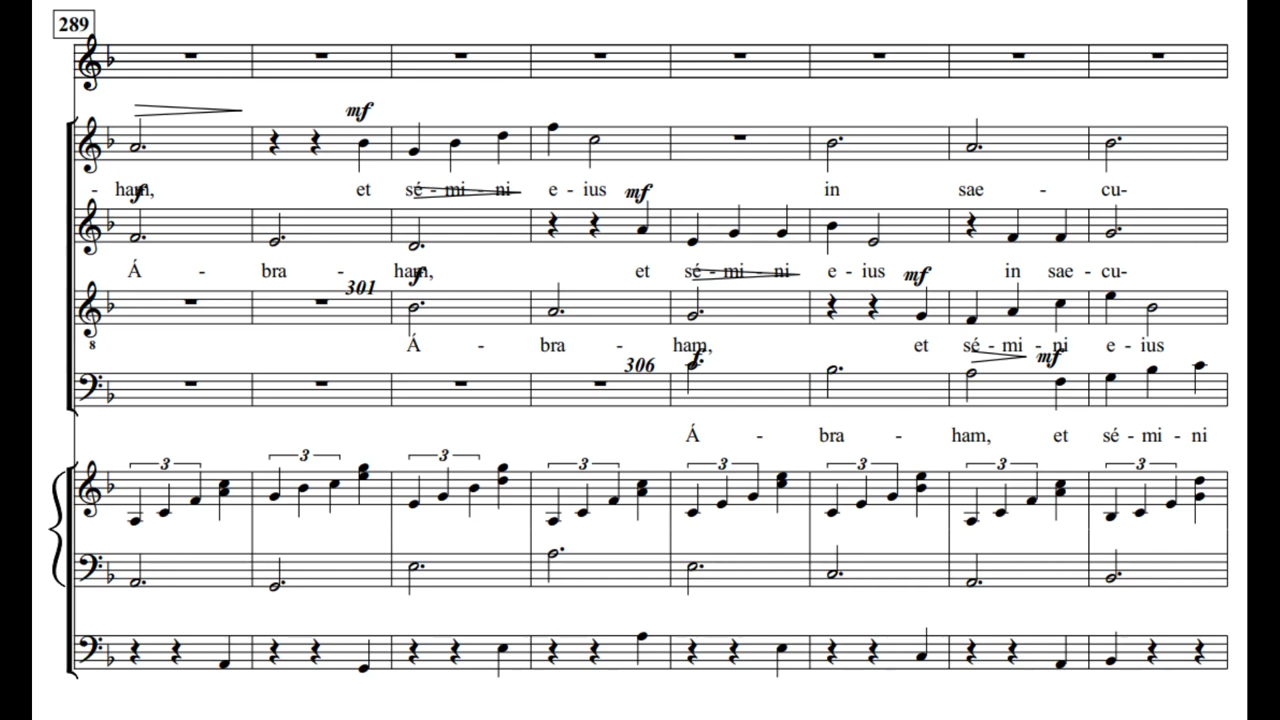 289
mf
- ham, et sé - mi - ni e - ius in sae - cu-
f mf
Á - bra - ham, et sé - mi - ni e - ius in sae - cu-
301 f mf
8
Á - bra - ham, et sé - mi - ni e - ius
306 f mf
Á - bra - ham, et sé - mi - ni
3 3 3 3 3 3 3 3